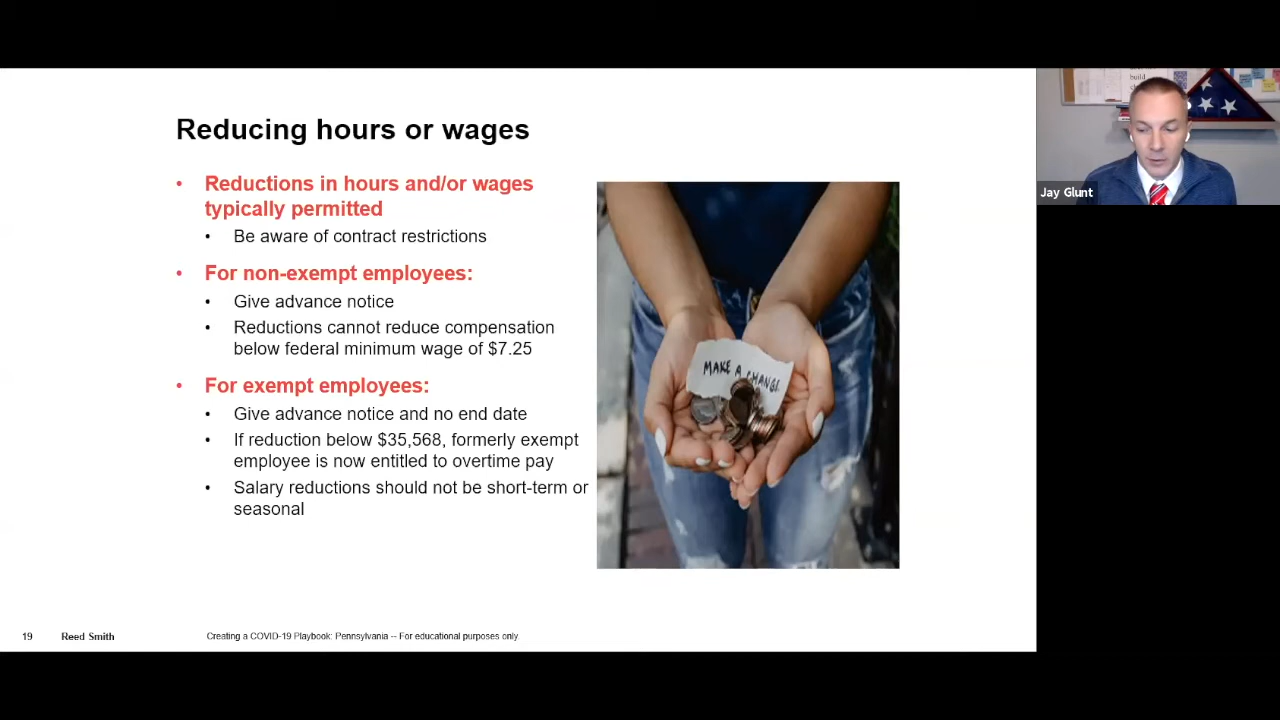 Reducing hours or wages
• Reductions in hours and/or wages
typically permitted
• Be aware of contract restrictions
• For non-exempt employees:
• Give advance notice
• Reductions cannot reduce compensation
below federal minimum wage of $7.25
• For exempt employees:
• Give advance notice and no end date
• If reduction below $35,568, formerly exempt
employee is now entitled to overtime pay
• Salary reductions should not be short-term or
seasonal
MAKE A CHANGE
build
Jay Glunt
19 Reed Smith Creating a COVID-19 Playbook: Pennsylvania -- For educational purposes only.